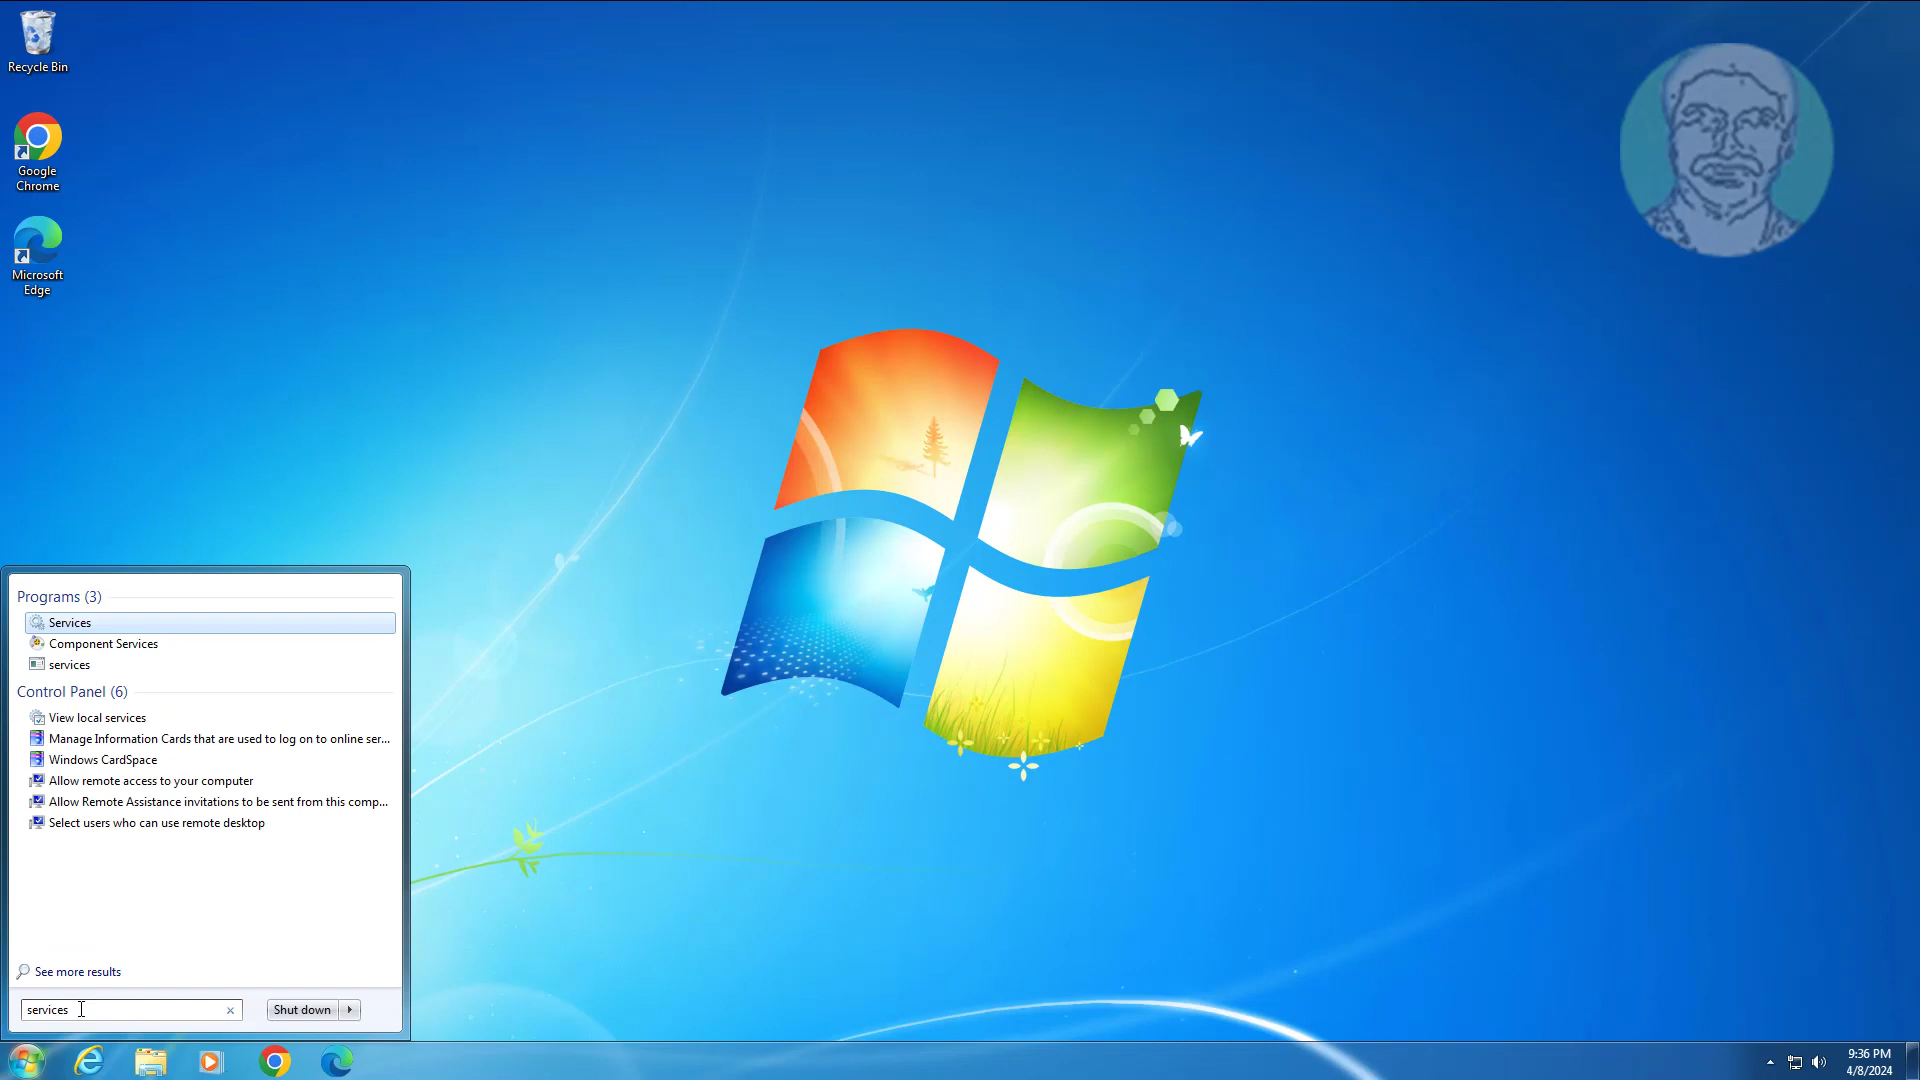 Recycle Bin
Google
Chrome
Microsoft
Edge
Programs (3)
Services
Component Services
services
Control Panel (6)
View local services
Manage Information Cards that are used to log on to online ser...
Windows CardSpace
Allow remote access to your computer
Allow Remote Assistance invitations to be sent from this comp...
Select users who can use remote desktop
See more results
services
Shut down
9:36 PM
4/8/2024